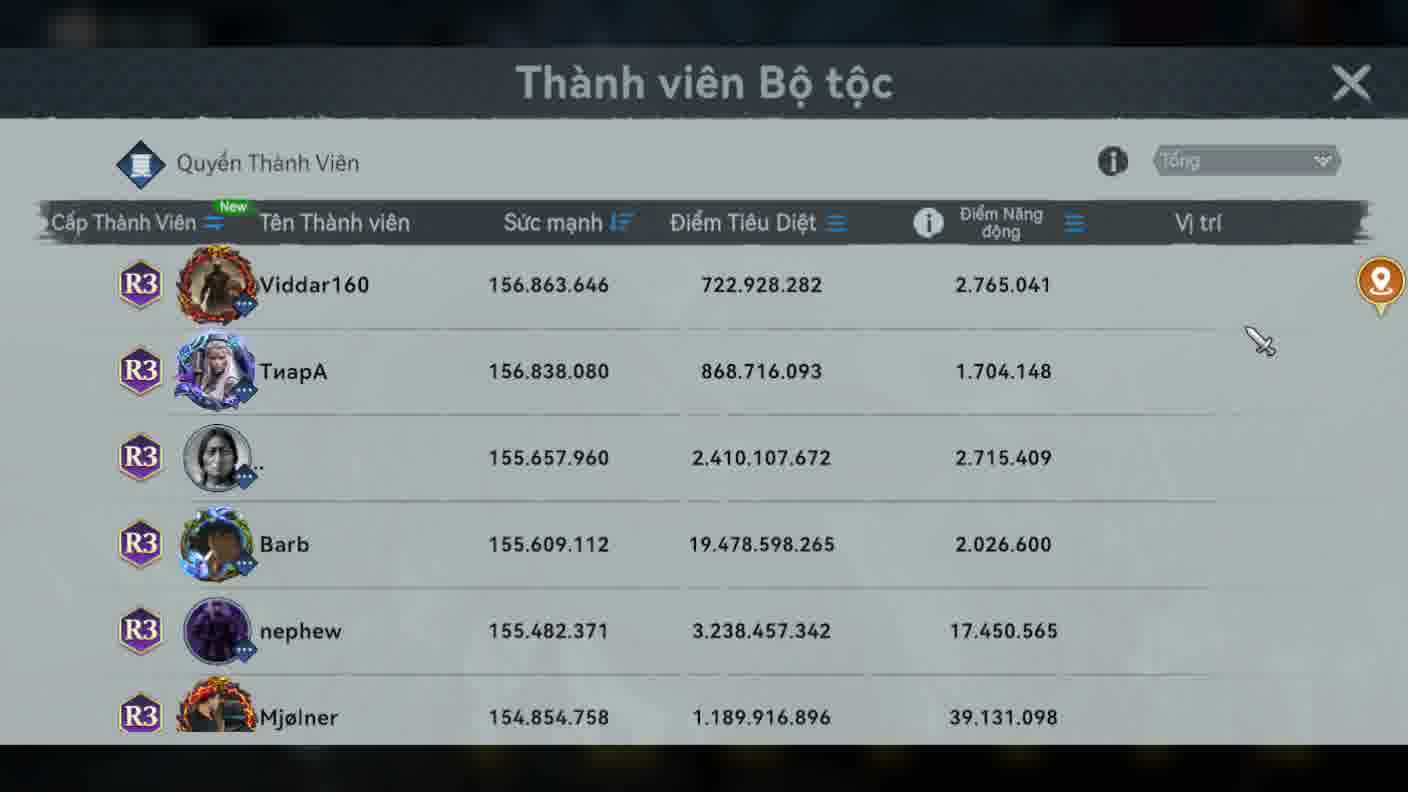 Thành viên Bộ tộc
Quyền Thành Viên
Tổng
Cấp Thành Viên New Tên Thành viên Sức mạnh Điểm Tiêu Diệt Điểm Năng động Vị trí
R3 Viddar160 156.863.646 722.928.282 2.765.041
R3 ТиарА 156.838.080 868.716.093 1.704.148
R3 .. 155.657.960 2.410.107.672 2.715.409
R3 Barb 155.609.112 19.478.598.265 2.026.600
R3 nephew 155.482.371 3.238.457.342 17.450.565
R3 Mjølner 154.854.758 1.189.916.896 39.131.098